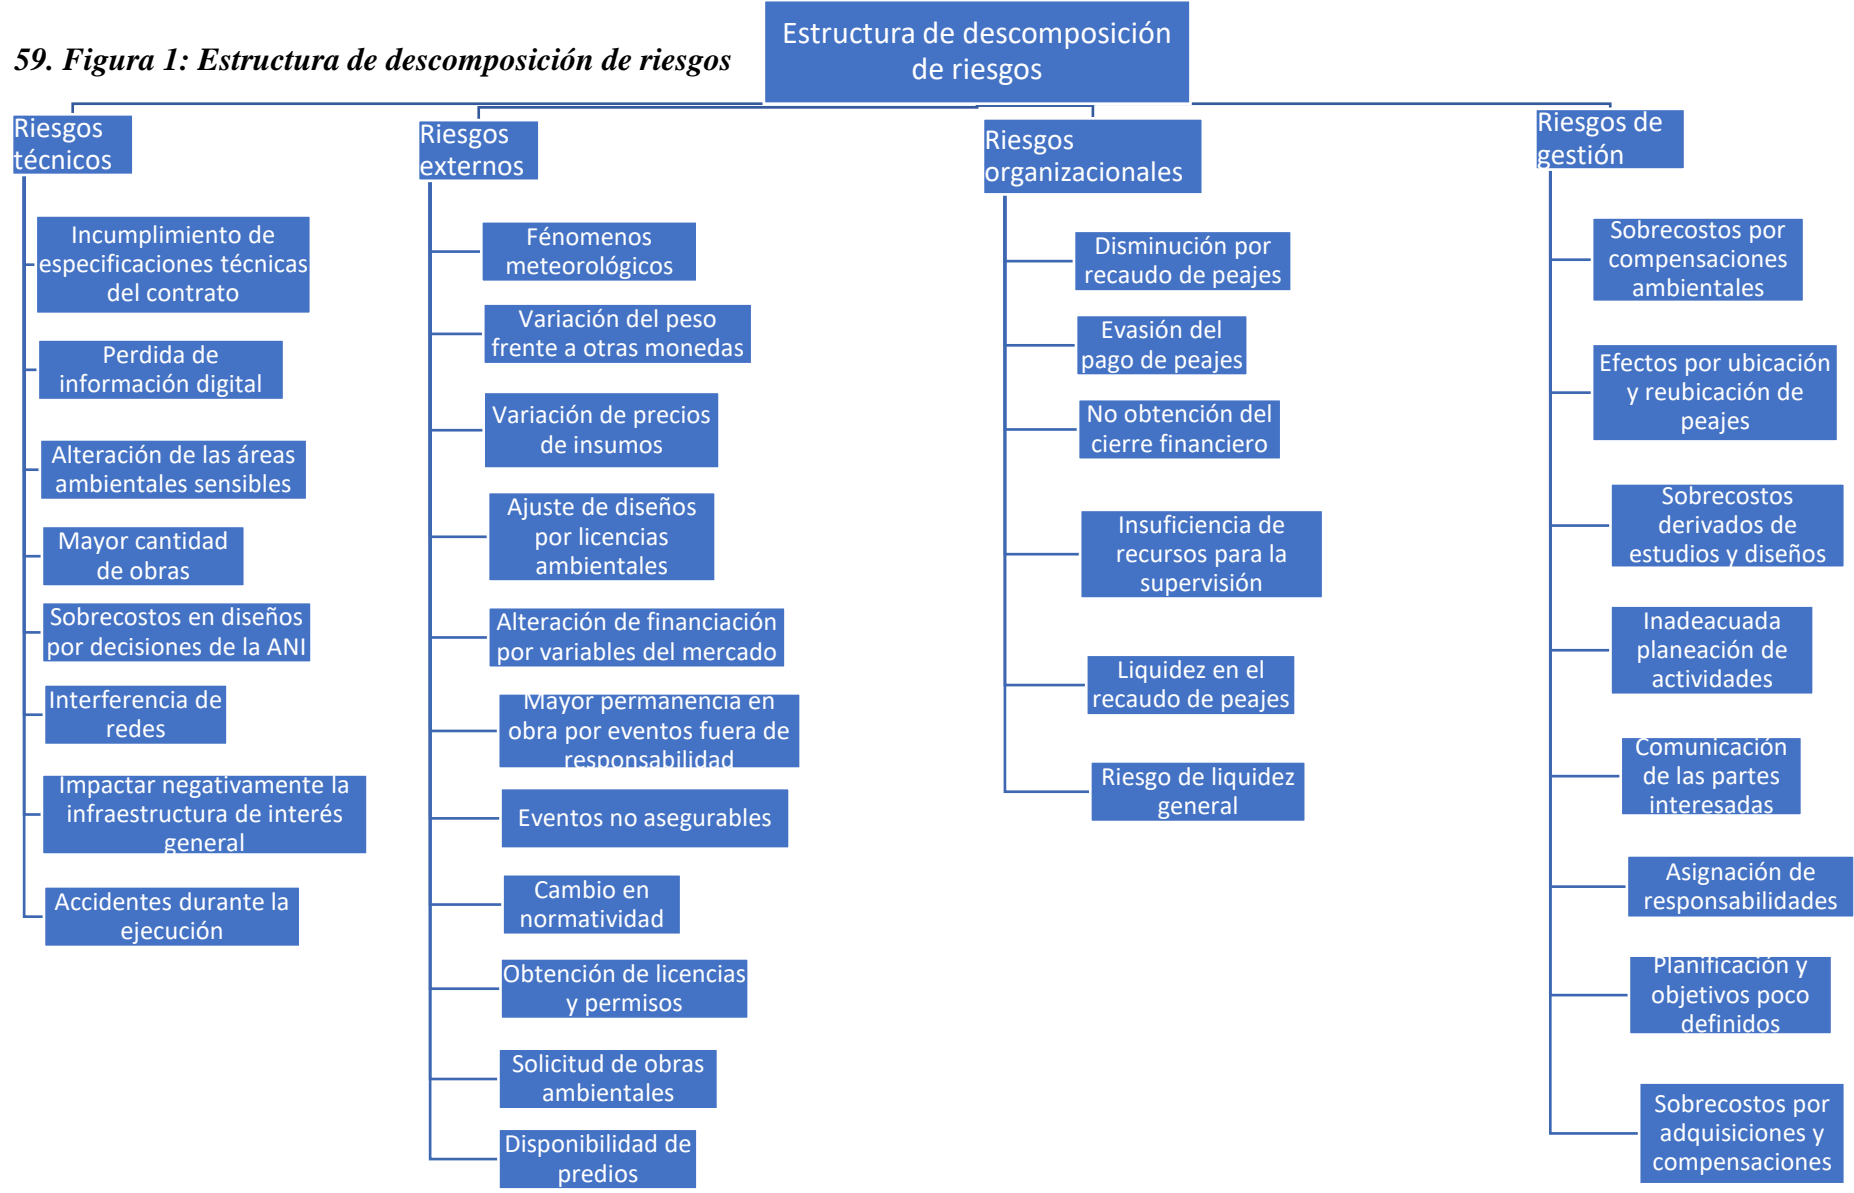 Estructura de descomposición
de riesgos
59. Figura 1: Estructura de descomposición de riesgos
Riesgos
técnicos
Incumplimiento de
especificaciones técnicas
del contrato
Perdida de
información digital
Alteración de las áreas
ambientales sensibles
Mayor cantidad
de obras
Sobrecostos en diseños
por decisiones de la ANI
Interferencia de
redes
Impactar negativamente la
infraestructura de interés
general
Accidentes durante la
ejecución
Riesgos
externos
Fénomenos
meteorológicos
Variación del peso
frente a otras monedas
Variación de precios
de insumos
Ajuste de diseños
por licencias
ambientales
Alteración de financiación
por variables del mercado
Mayor permanencia en
obra por eventos fuera de
responsabilidad
Eventos no asegurables
Cambio en
normatividad
Obtención de licencias
y permisos
Solicitud de obras
ambientales
Disponibilidad de
predios
Riesgos
organizacionales
Disminución por
recaudo de peajes
Evasión del
pago de peajes
No obtención del
cierre financiero
Insuficiencia de
recursos para la
supervisión
Liquidez en el
recaudo de peajes
Riesgo de liquidez
general
Riesgos de
gestión
Sobrecostos por
compensaciones
ambientales
Efectos por ubicación
y reubicación de
peajes
Sobrecostos
derivados de
estudios y diseños
Inadeacuada
planeación de
actividades
Comunicación
de las partes
interesadas
Asignación de
responsabilidades
Planificación y
objetivos poco
definidos
Sobrecostos por
adquisiciones y
compensaciones